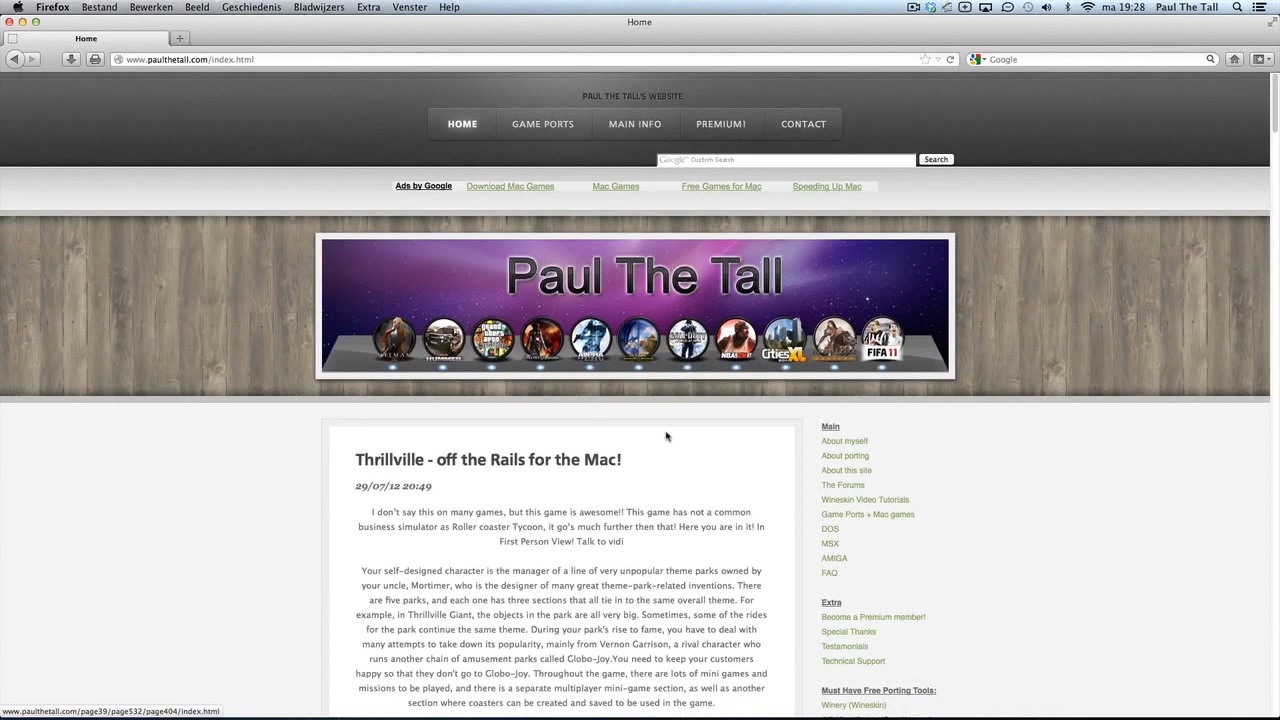 Firefox Bestand Bewerken Beeld Geschiedenis Bladwijzers Extra Venster Help ma 19:28 Paul The Tall
Home
Home
www.paulthetall.com/index.html Google
PAUL THE TALL'S WEBSITE
HOME GAME PORTS MAIN INFO PREMIUM! CONTACT
Google™ Custom Search Search
Ads by Google Download Mac Games Mac Games Free Games for Mac Speeding Up Mac
Paul The Tall
HITMAN HUMMER ALPHA NBA2K11 CITIES XL FIFA 11
Thrillville - off the Rails for the Mac!
29/07/12 20:49
I don't say this on many games, but this game is awesome!! This game has not a common
business simulator as Roller coaster Tycoon, it go's much further then that! Here you are in it! In
First Person View! Talk to vidi
Your self-designed character is the manager of a line of very unpopular theme parks owned by
your uncle, Mortimer, who is the designer of many great theme-park-related inventions. There
are five parks, and each one has three sections that all tie in to the same overall theme. For
example, in Thrillville Giant, the objects in the park are all very big. Sometimes, some of the rides
for the park continue the same theme. During your park's rise to fame, you have to deal with
many attempts to take down its popularity, mainly from Vernon Garrison, a rival character who
runs another chain of amusement parks called Globo-Joy.You need to keep your customers
happy so that they don't go to Globo-Joy. Throughout the game, there are lots of mini games and
missions to be played, and there is a separate multiplayer mini-game section, as well as another
section where coasters can be created and saved to be used in the game.
Main
About myself
About porting
About this site
The Forums
Wineskin Video Tutorials
Game Ports + Mac games
DOS
MSX
AMIGA
FAQ
Extra
Become a Premium member!
Special Thanks
Testamonials
Technical Support
Must Have Free Porting Tools:
Winery (Wineskin)
www.paulthetall.com/page39/page532/page404/index.html